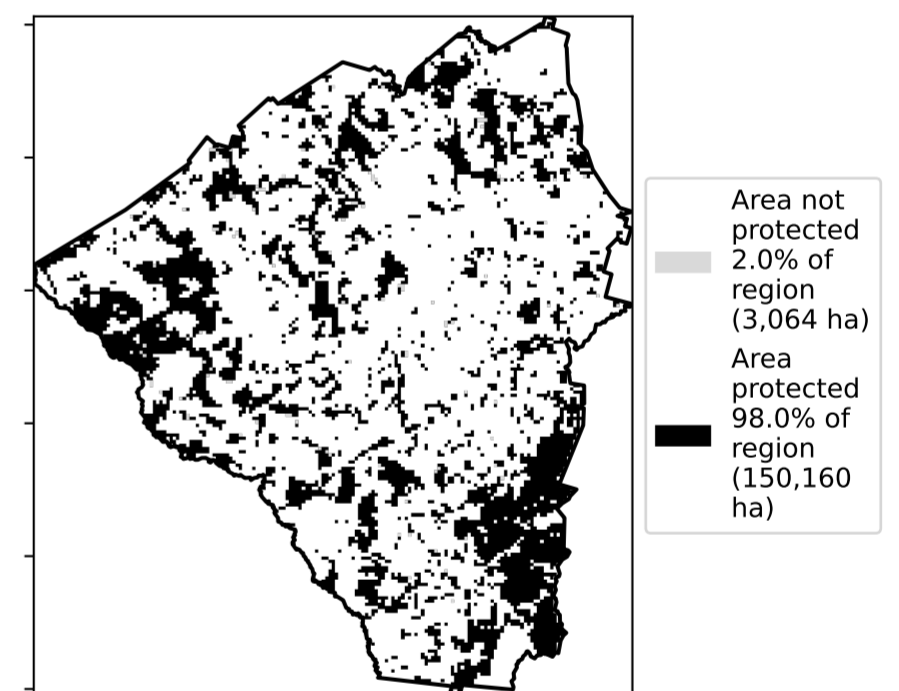 Area not
protected
2.0% of
region
(3,064 ha)
Area
protected
98.0% of
region
(150,160
ha)